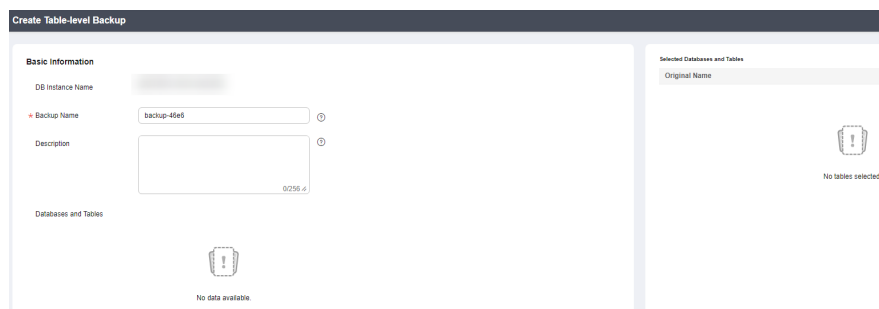 Create Table-level Backup
Basic Information
DB Instance Name
* Backup Name
backup-46e6
Description
0/256
Databases and Tables
No data available.
Selected Databases and Tables
Original Name
No tables selected